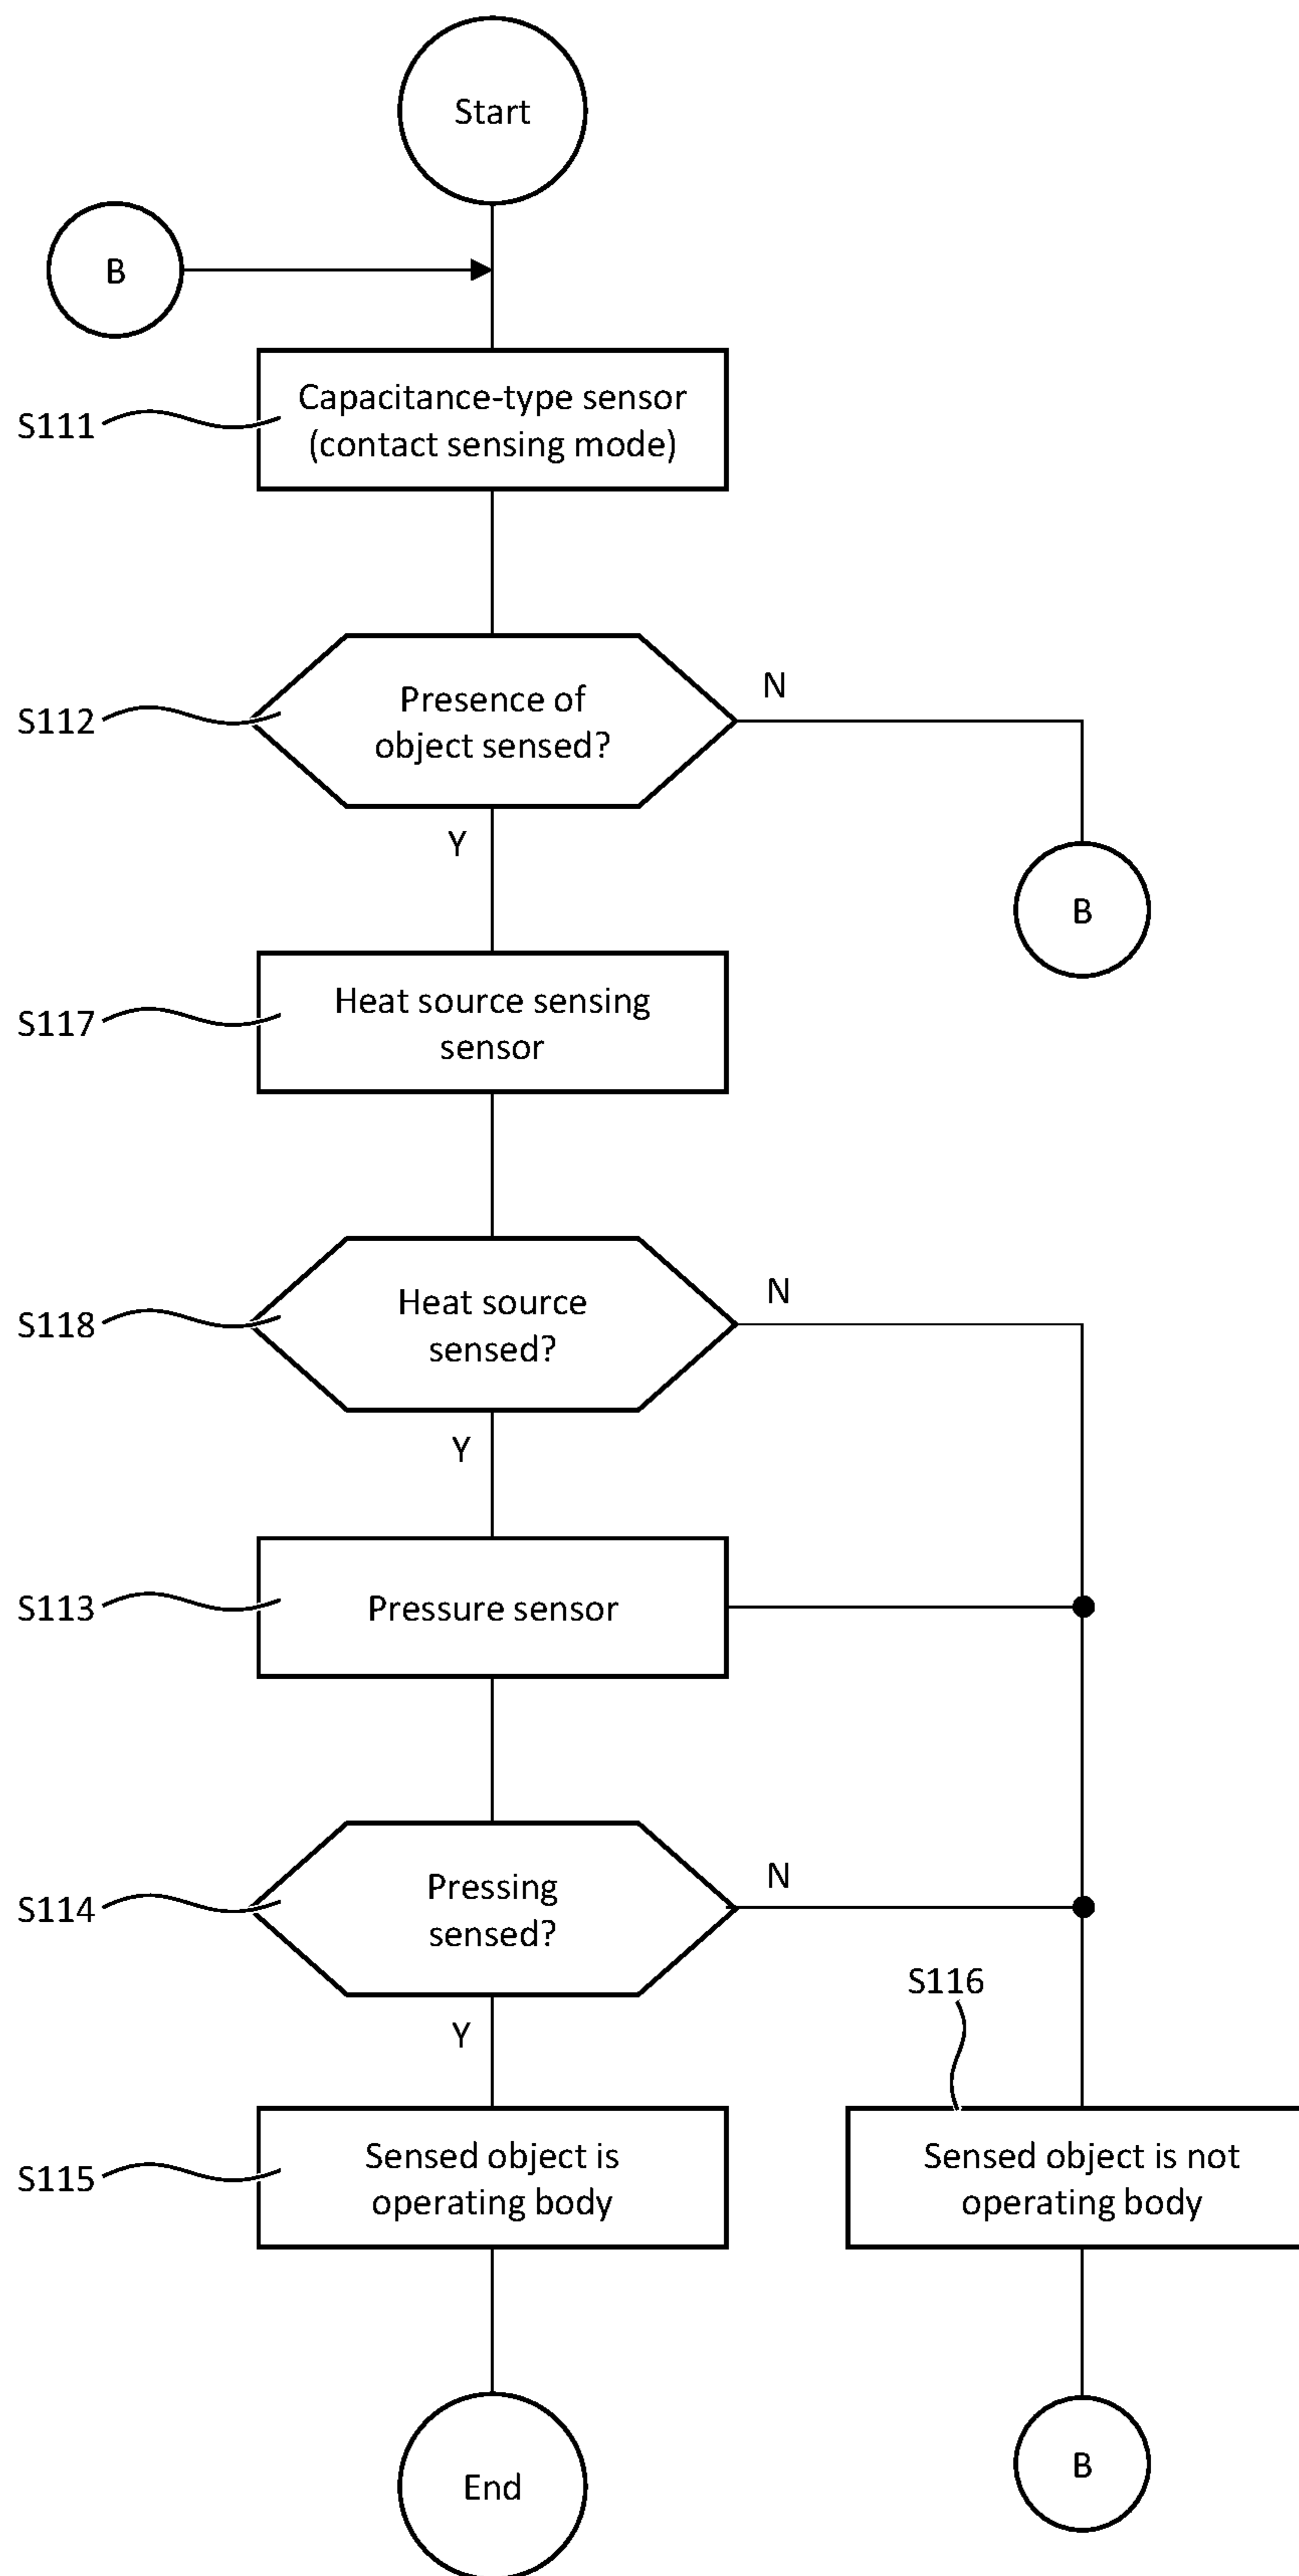 Start
B
S111
Capacitance-type sensor
(contact sensing mode)
S112
Presence of
object sensed?
N
Y
B
S117
Heat source sensing
sensor
S118
Heat source
sensed?
N
Y
S113
Pressure sensor
S114
Pressing
sensed?
N
Y
S116
S115
Sensed object is
operating body
Sensed object is not
operating body
End
B